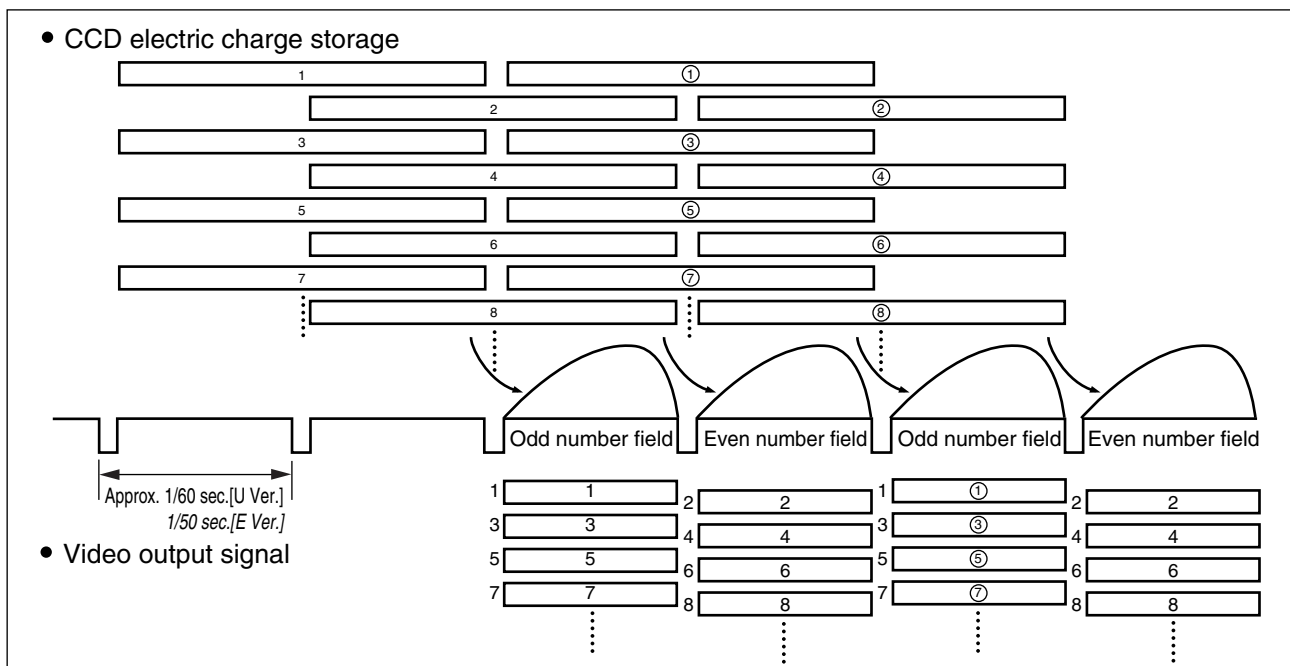 • CCD electric charge storage
1 ①
2 ②
3 ③
4 ④
5 ⑤
6 ⑥
7 ⑦
8 ⑧
Odd number field Even number field Odd number field Even number field
Approx. 1/60 sec.[U Ver.]
1/50 sec.[E Ver.]
• Video output signal
1 1 2 2 1 ① 2 2
3 3 4 4 3 ③ 4 4
5 5 6 6 5 ⑤ 6 6
7 7 8 8 7 ⑦ 8 8